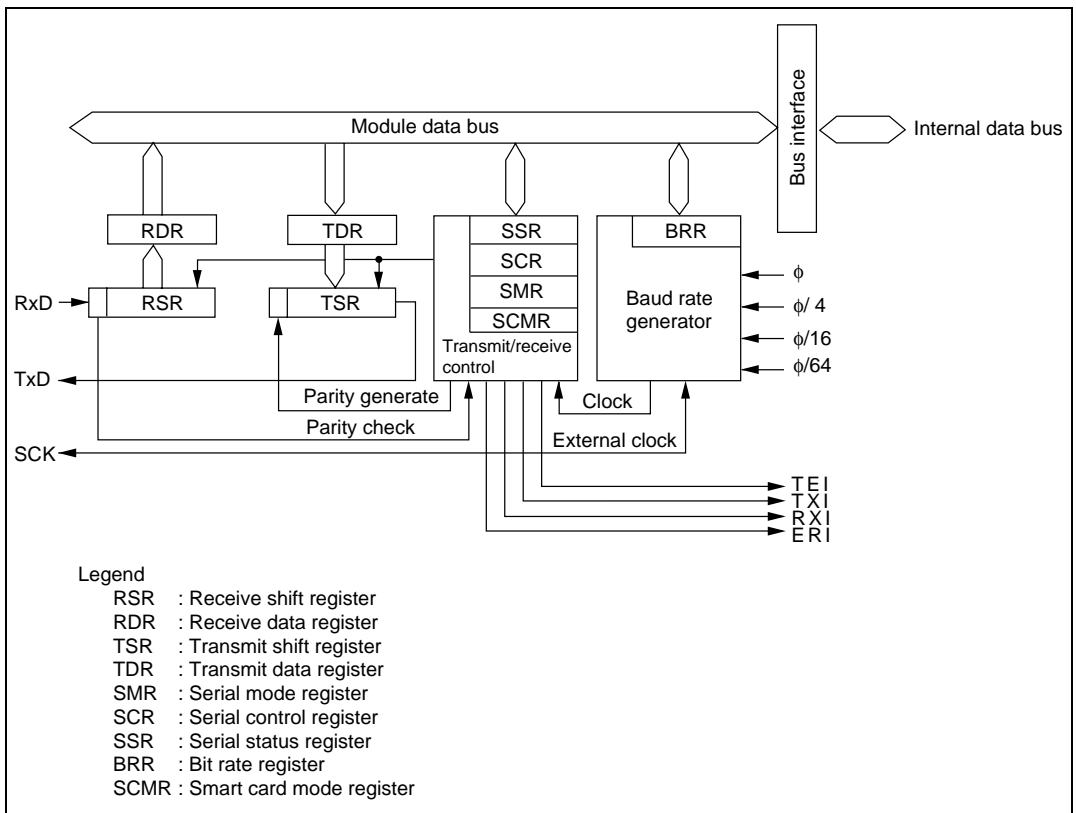 Bus interface
Module data bus
Internal data bus
RDR
TDR
SSR
BRR
SCR
RxD
RSR
TSR
SMR
SCMR
Baud rate
generator
ϕ
ϕ/ 4
ϕ/16
ϕ/64
Transmit/receive
control
TxD
Parity generate
Clock
Parity check
External clock
SCK
TEI
TXI
RXI
ERI
Legend
RSR : Receive shift register
RDR : Receive data register
TSR : Transmit shift register
TDR : Transmit data register
SMR : Serial mode register
SCR : Serial control register
SSR : Serial status register
BRR : Bit rate register
SCMR : Smart card mode register